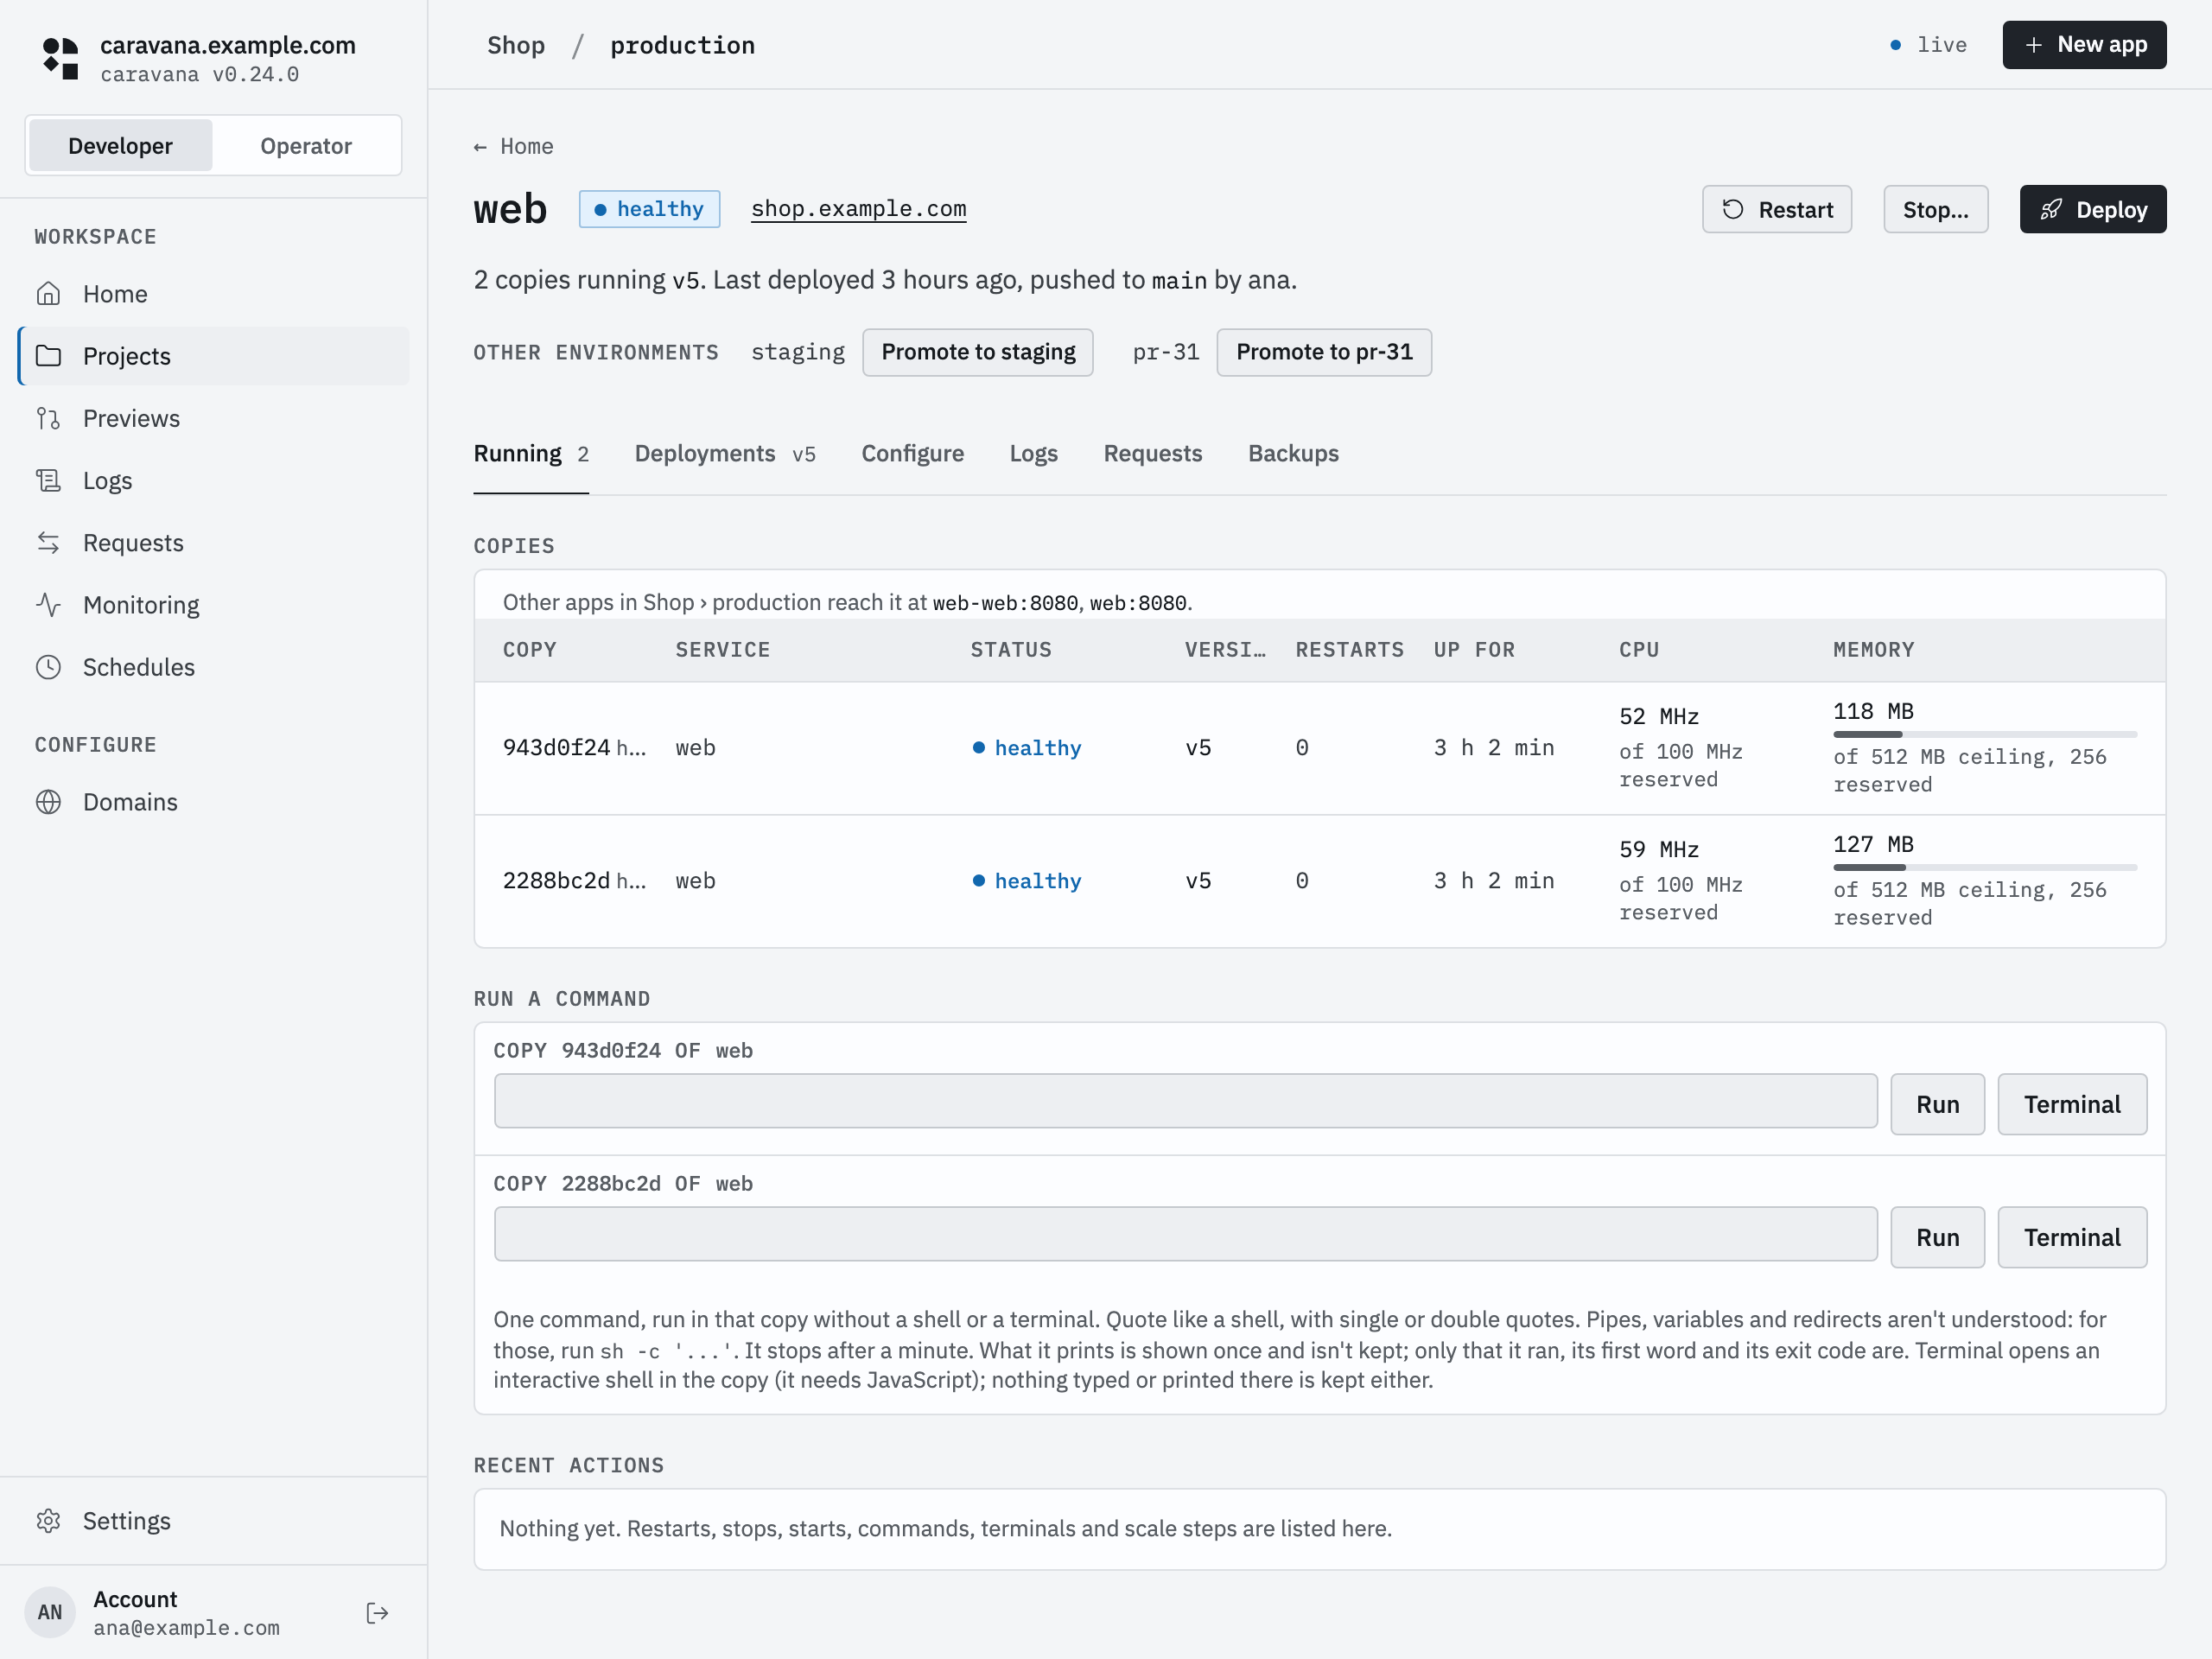 caravana.example.com
caravana v0.24.0
Developer
Operator
WORKSPACE
Home
Projects
Previews
Logs
Requests
Monitoring
Schedules
CONFIGURE
Domains
Settings
AN
Account
ana@example.com
Shop / production
live
+ New app
← Home
web
healthy
shop.example.com
Restart
Stop...
Deploy
2 copies running v5. Last deployed 3 hours ago, pushed to main by ana.
OTHER ENVIRONMENTS staging Promote to staging pr-31 Promote to pr-31
Running 2 Deployments v5 Configure Logs Requests Backups
COPIES
Other apps in Shop › production reach it at web-web:8080, web:8080.
COPY SERVICE STATUS VERSI… RESTARTS UP FOR CPU MEMORY
943d0f24 h… web healthy v5 0 3 h 2 min
52 MHz
of 100 MHz
reserved
118 MB
of 512 MB ceiling, 256
reserved
2288bc2d h… web healthy v5 0 3 h 2 min
59 MHz
of 100 MHz
reserved
127 MB
of 512 MB ceiling, 256
reserved
RUN A COMMAND
COPY 943d0f24 OF web
Run
Terminal
COPY 2288bc2d OF web
Run
Terminal
One command, run in that copy without a shell or a terminal. Quote like a shell, with single or double quotes. Pipes, variables and redirects aren't understood: for
those, run sh -c '...'. It stops after a minute. What it prints is shown once and isn't kept; only that it ran, its first word and its exit code are. Terminal opens an
interactive shell in the copy (it needs JavaScript); nothing typed or printed there is kept either.
RECENT ACTIONS
Nothing yet. Restarts, stops, starts, commands, terminals and scale steps are listed here.